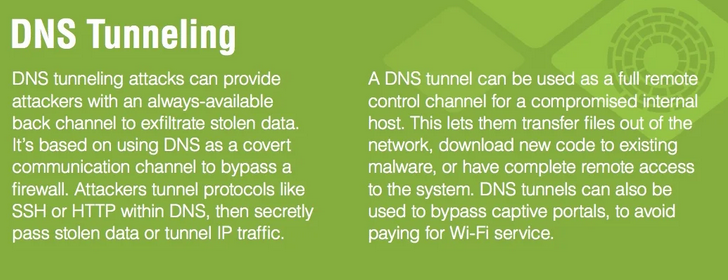 DNS Tunneling
DNS tunneling attacks can provide
attackers with an always-available
back channel to exfiltrate stolen data.
It's based on using DNS as a covert
communication channel to bypass a
firewall. Attackers tunnel protocols like
SSH or HTTP within DNS, then secretly
pass stolen data or tunnel IP traffic.
A DNS tunnel can be used as a full remote
control channel for a compromised internal
host. This lets them transfer files out of the
network, download new code to existing
malware, or have complete remote access
to the system. DNS tunnels can also be
used to bypass captive portals, to avoid
paying for Wi-Fi service.